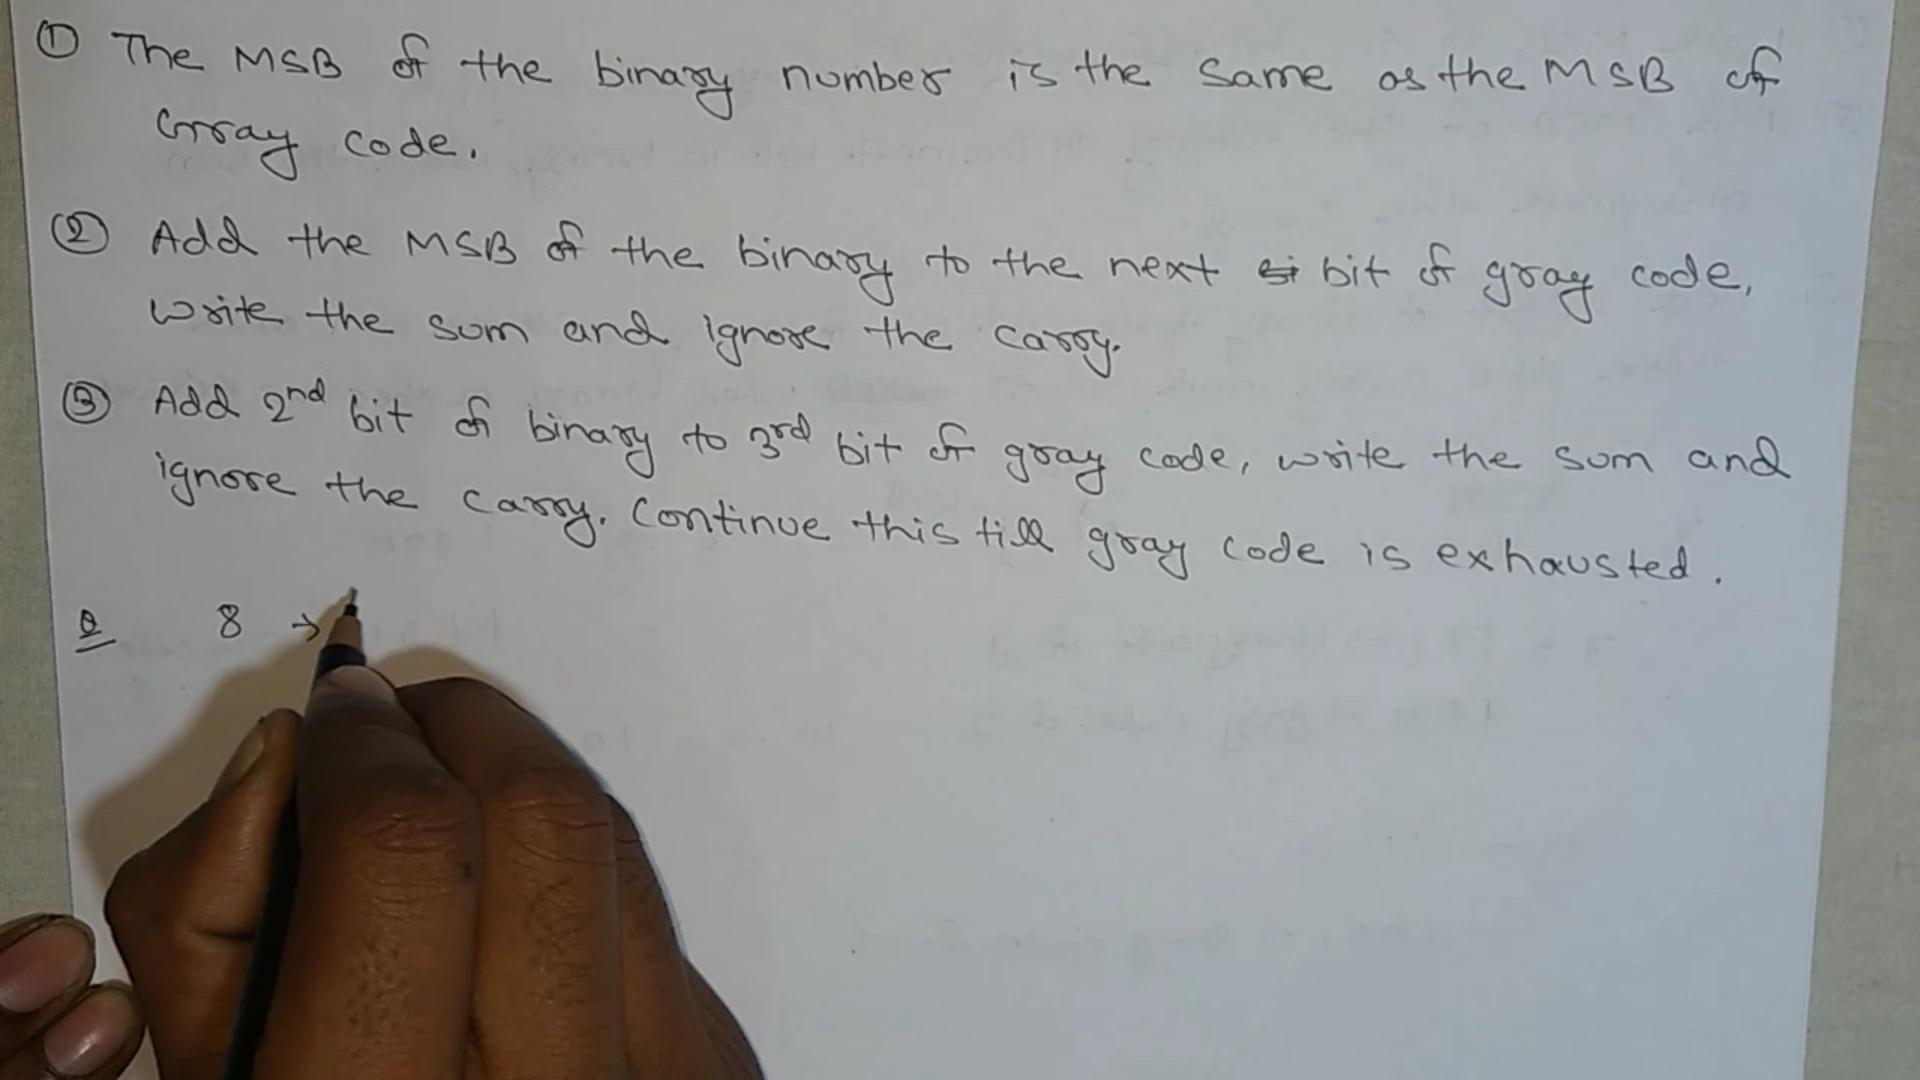 ① The MSB of the binary number is the same as the MSB of
Gray code.
② Add the MSB of the binary to the next bit of gray code,
write the sum and ignore the carry.
③ Add 2nd bit of binary to 3rd bit of gray code, write the sum and
ignore the carry. Continue this till gray code is exhausted.
Q 8 →